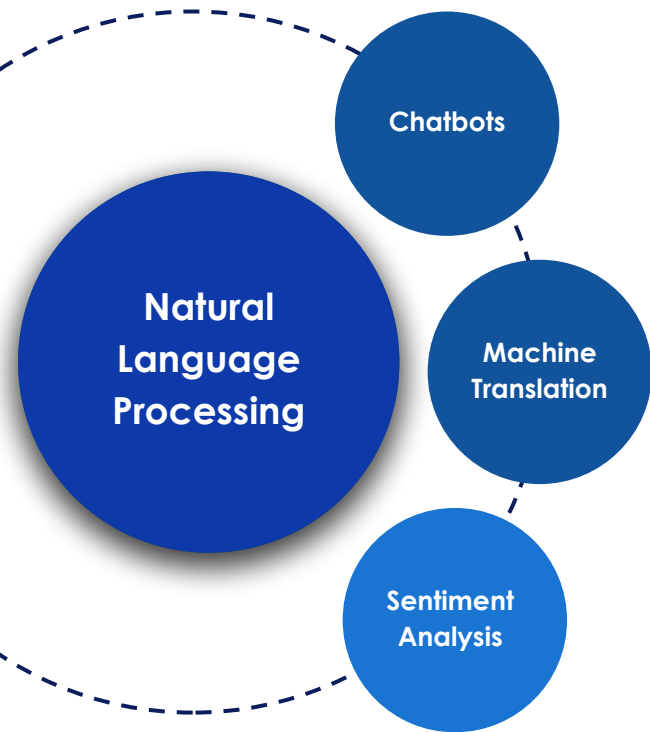 Chatbots
Natural
Language
Processing
Machine
Translation
Sentiment
Analysis